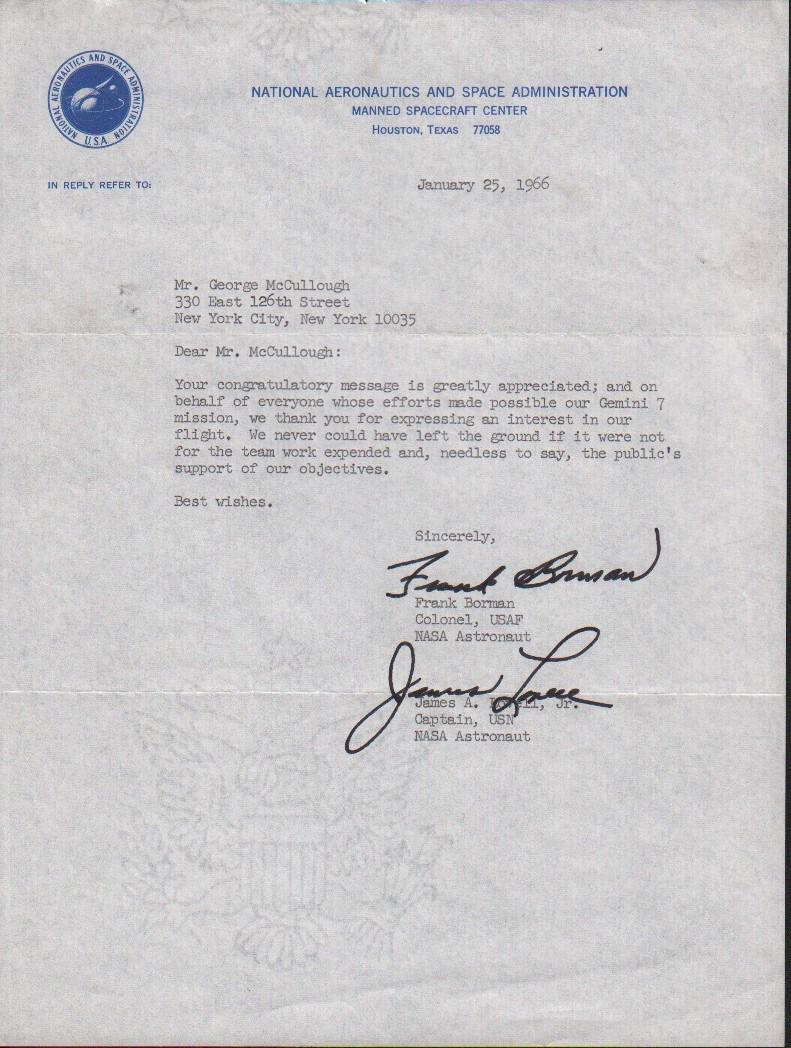 NATIONAL AERONAUTICS AND SPACE ADMINISTRATION
U.S.A.
NATIONAL AERONAUTICS AND SPACE ADMINISTRATION
MANNED SPACECRAFT CENTER
HOUSTON, TEXAS 77058
IN REPLY REFER TO:
January 25, 1966
Mr. George McCullough
330 East 126th Street
New York City, New York 10035
Dear Mr. McCullough:
Your congratulatory message is greatly appreciated; and on
behalf of everyone whose efforts made possible our Gemini 7
mission, we thank you for expressing an interest in our
flight. We never could have left the ground if it were not
for the team work expended and, needless to say, the public's
support of our objectives.
Best wishes.
Sincerely,
Frank Borman
Frank Borman
Colonel, USAF
NASA Astronaut
James Lovell
James A. Lovell, Jr.
Captain, USN
NASA Astronaut